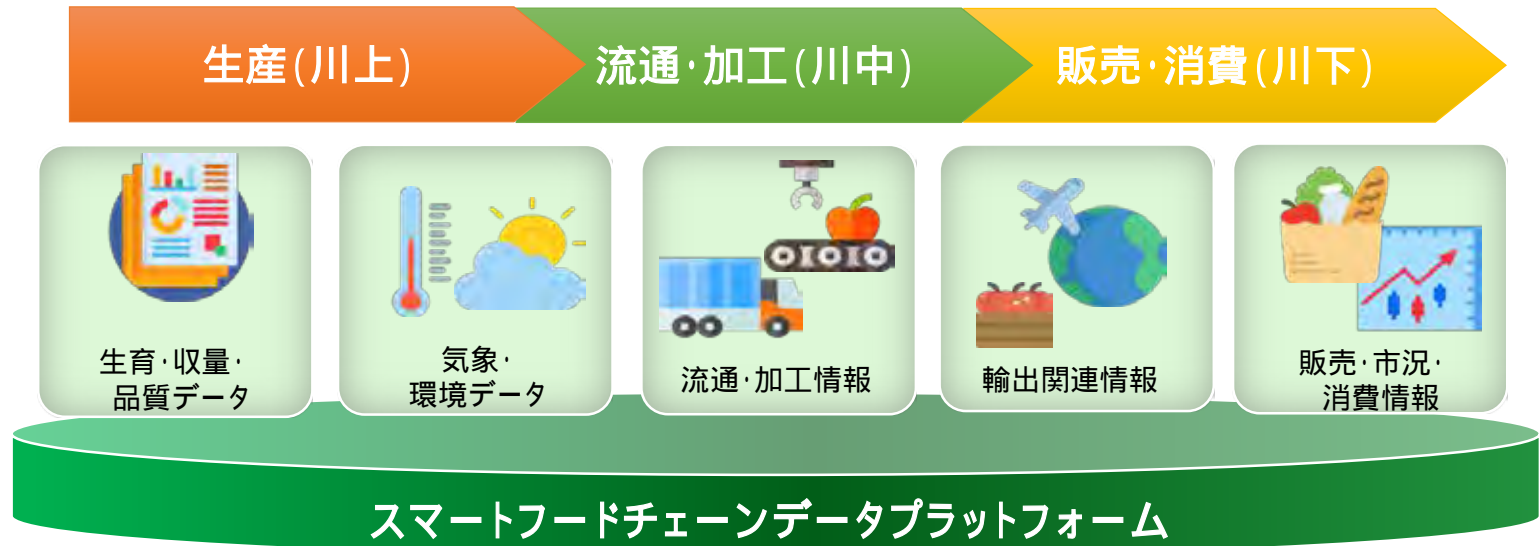 生産(川上)
流通･加工(川中)
販売･消費(川下)
生育･収量･
品質データ
気象･
環境データ
流通･加工情報
輸出関連情報
販売･市況･
消費情報
スマートフードチェーンデータプラットフォーム